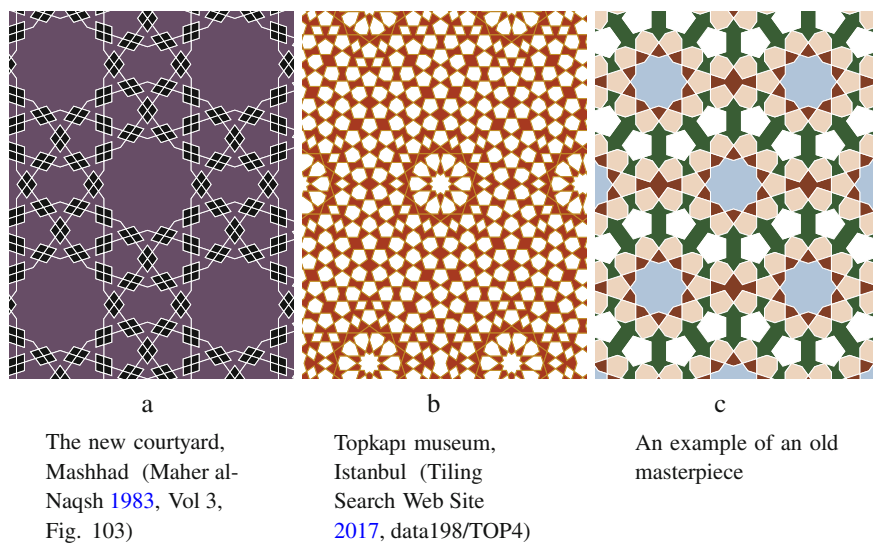 a
The new courtyard,
Mashhad (Maher al-
Naqsh 1983, Vol 3,
Fig. 103)
b
Topkapı museum,
Istanbul (Tiling
Search Web Site
2017, data198/TOP4)
c
An example of an old
masterpiece